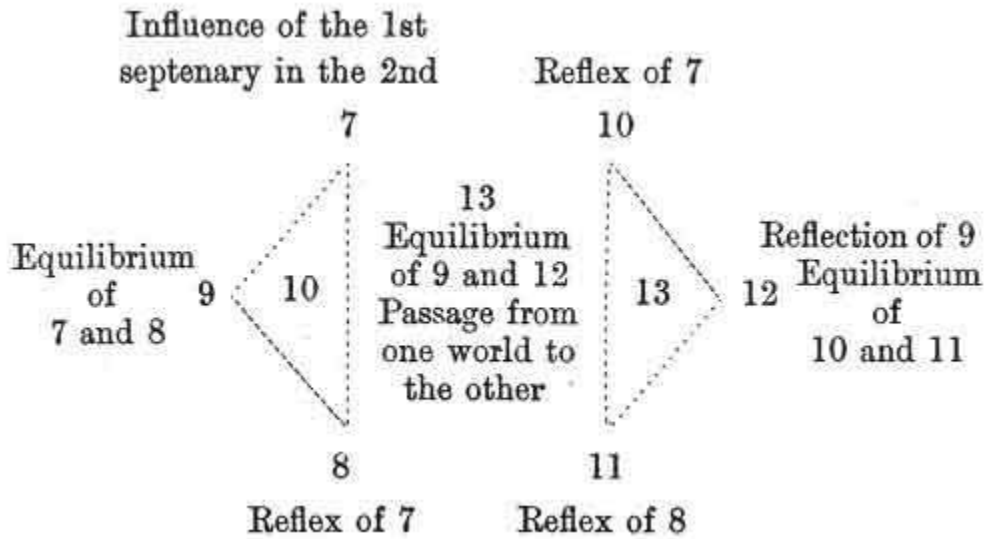 Influence of the 1st
septenary in the 2nd
7
Reflex of 7
10
Equilibrium
of
7 and 8
9
10
13
Equilibrium
of 9 and 12
Passage from
one world to
the other
13
12
Reflection of 9
Equilibrium
of
10 and 11
8
Reflex of 7
11
Reflex of 8